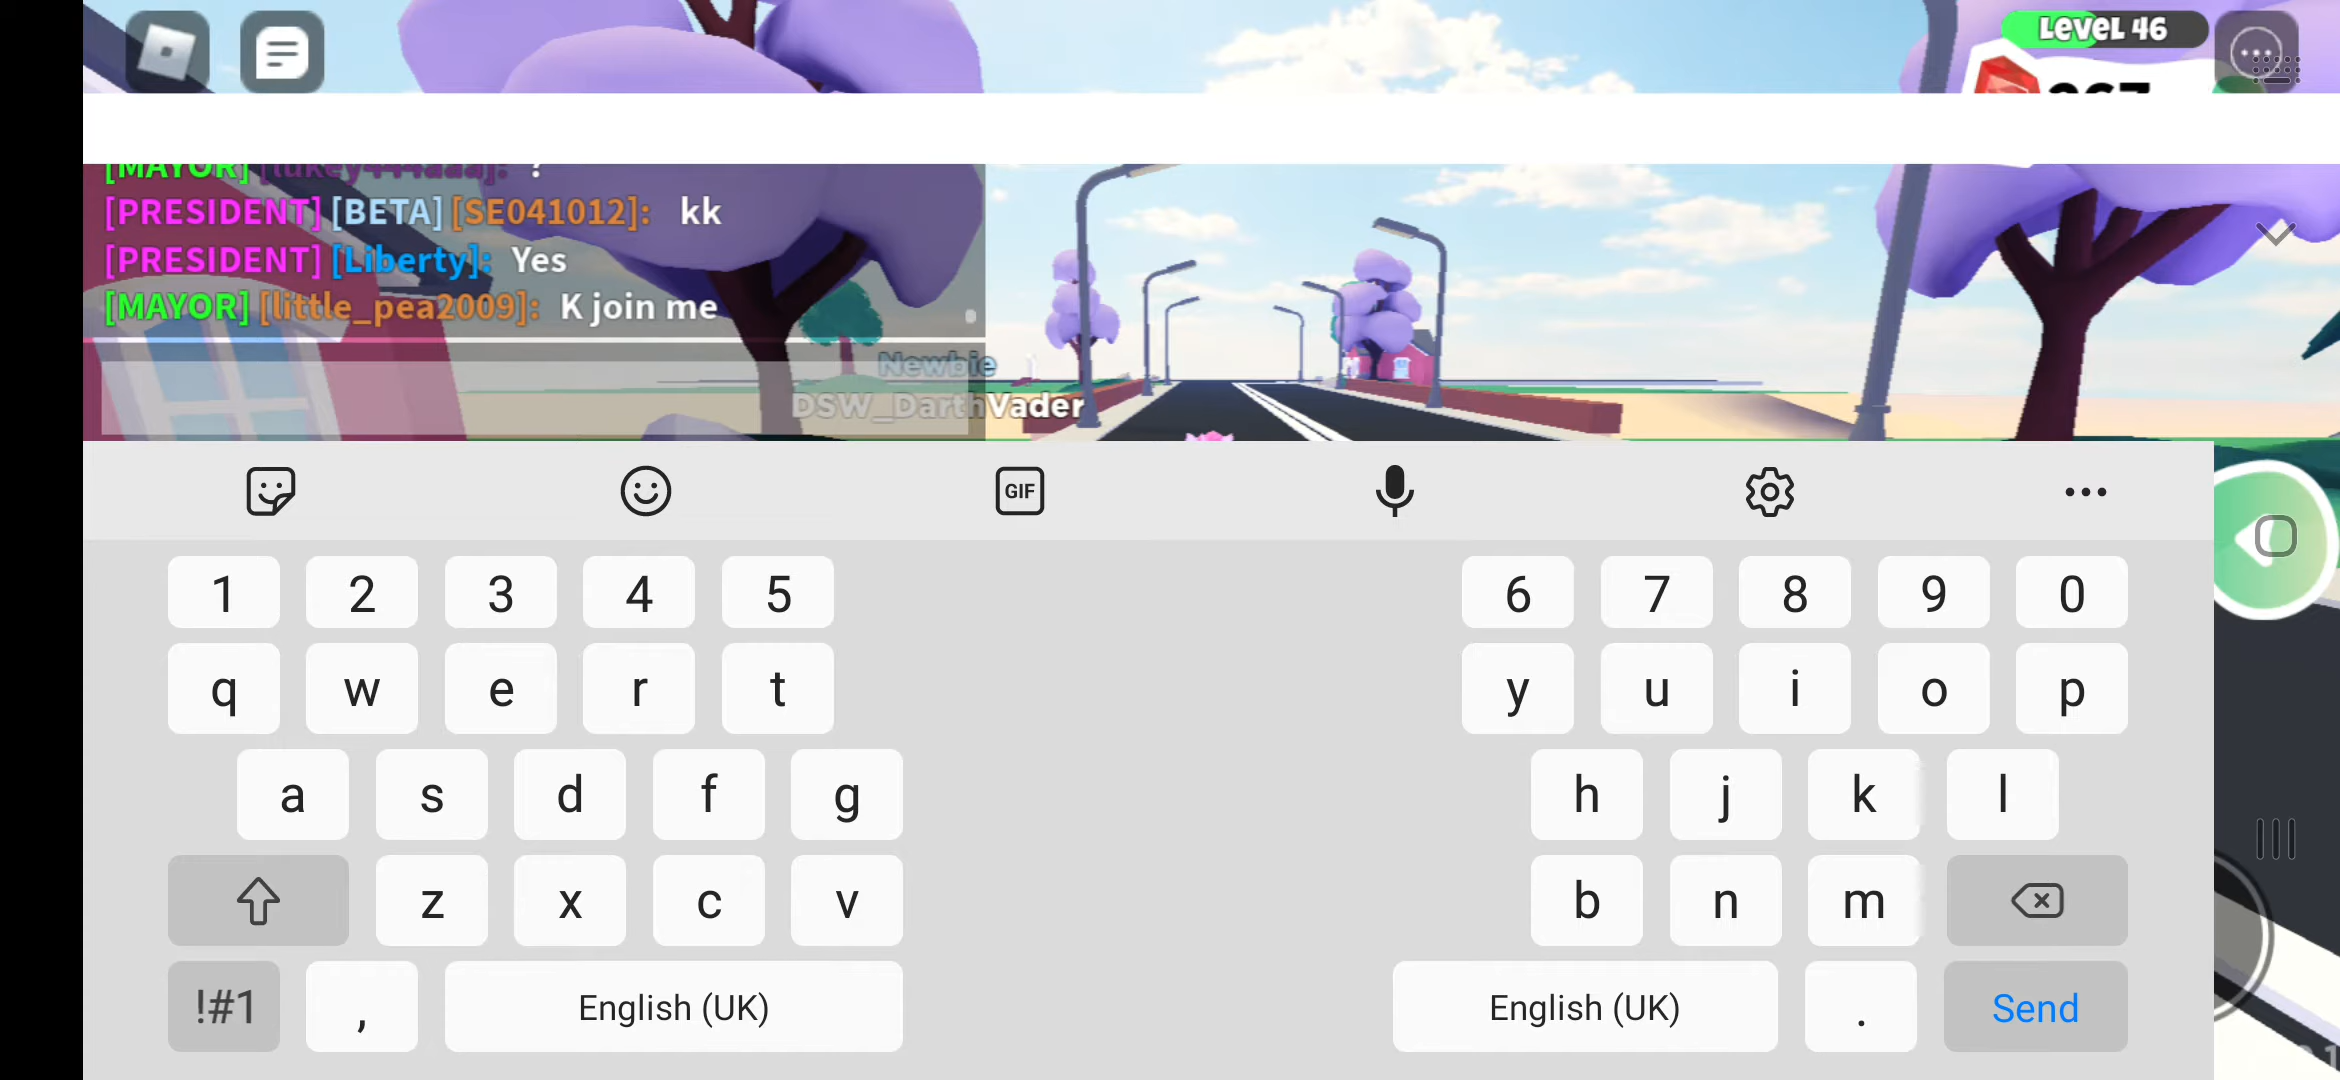 LEVEL 46
[MAYOR] ?
[PRESIDENT] [BETA] [SE041012]: kk
[PRESIDENT] [Liberty]: Yes
[MAYOR] [little_pea2009]: K join me
Newbie
DSW_DarthVader
GIF
1 2 3 4 5 6 7 8 9 0
q w e r t y u i o p
a s d f g h j k l
z x c v b n m
!#1 , English (UK) English (UK) . Send